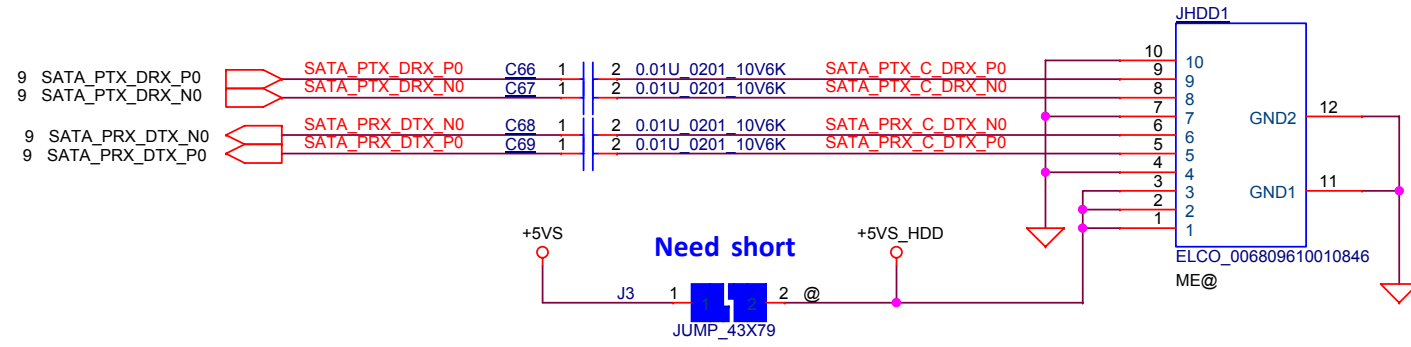 JHDD1
10 10
9 SATA_PTX_DRX_P0 SATA_PTX_DRX_P0 C66 1 2 0.01U_0201_10V6K SATA_PTX_C_DRX_P0 9 9
9 SATA_PTX_DRX_N0 SATA_PTX_DRX_N0 C67 1 2 0.01U_0201_10V6K SATA_PTX_C_DRX_N0 8 8
7 7 GND2 12
9 SATA_PRX_DTX_N0 SATA_PRX_DTX_N0 C68 1 2 0.01U_0201_10V6K SATA_PRX_C_DTX_N0 6 6
9 SATA_PRX_DTX_P0 SATA_PRX_DTX_P0 C69 1 2 0.01U_0201_10V6K SATA_PRX_C_DTX_P0 5 5
4 4
3 3 GND1 11
2 2
1 1
+5VS Need short +5VS_HDD
ELCO_006809610010846
ME@
J3 1 1 2 2 @
JUMP_43X79